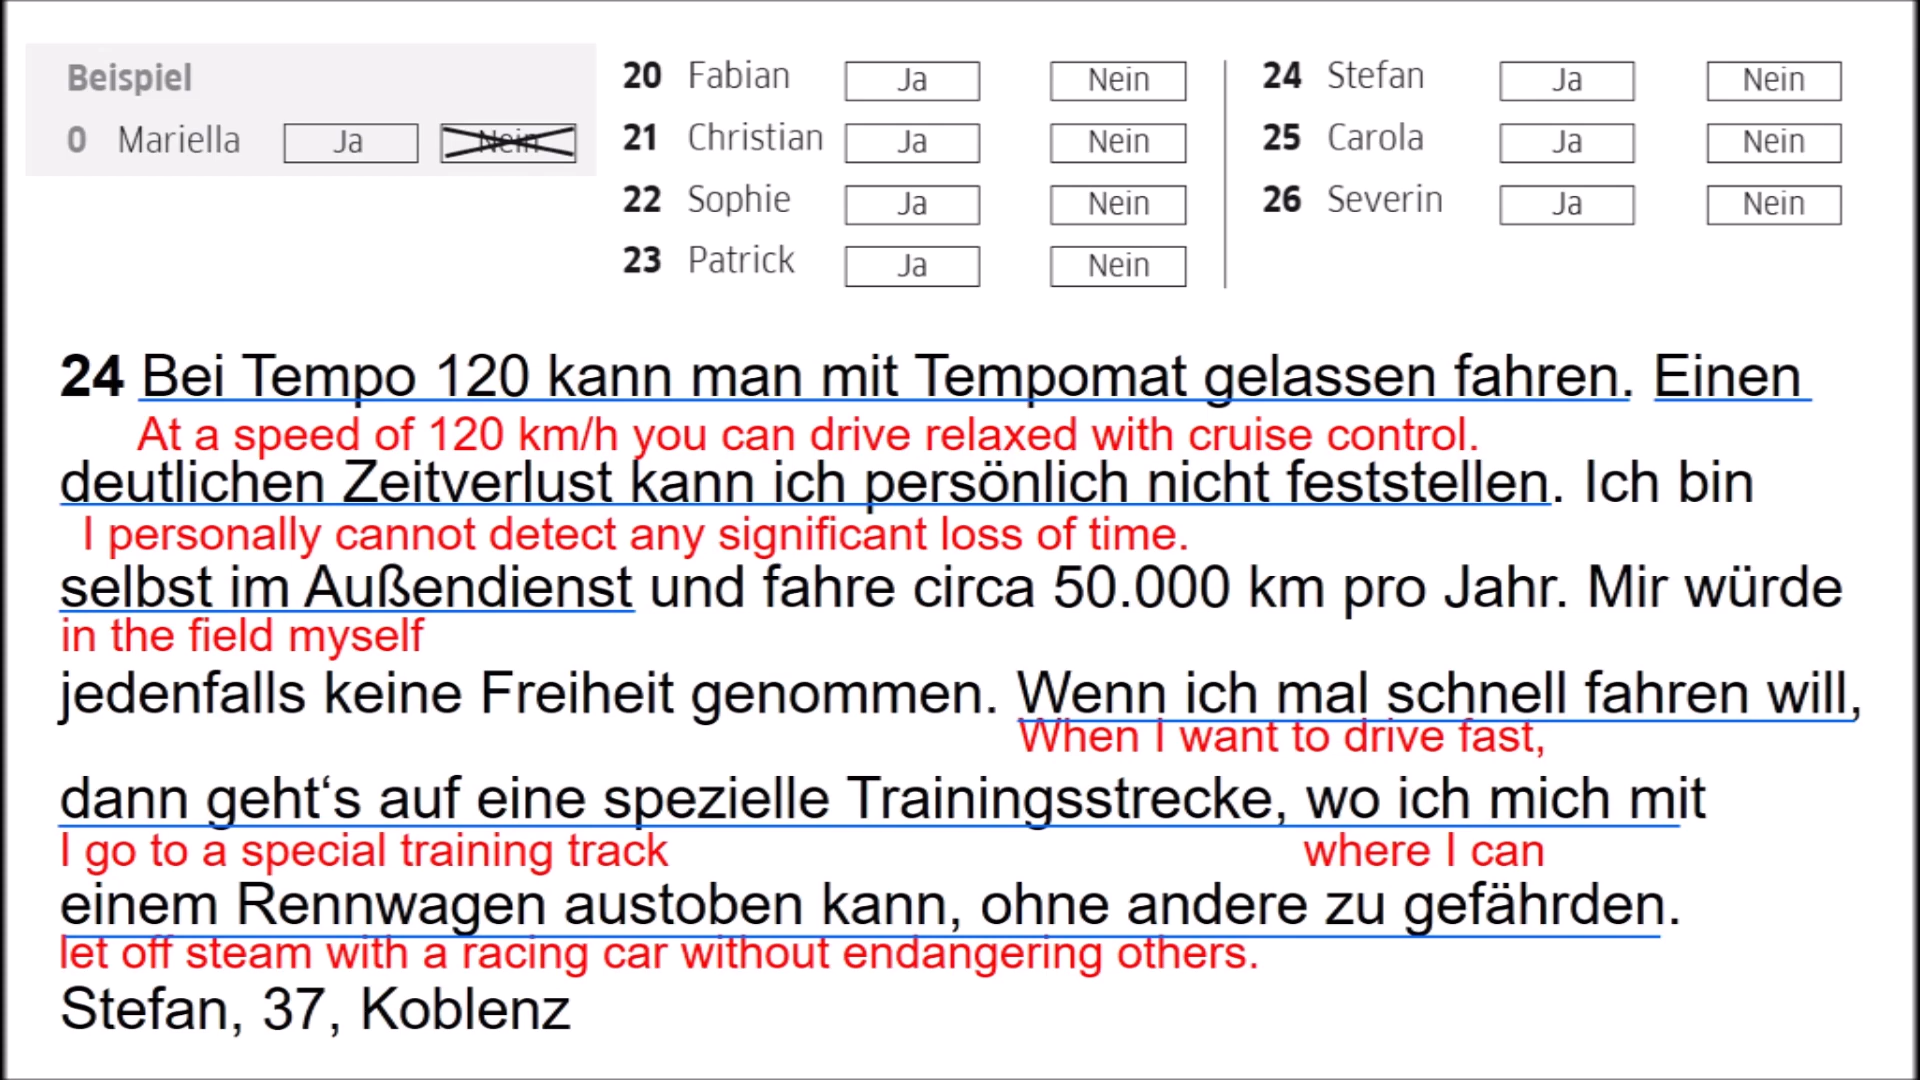 Beispiel
0 Mariella Ja Nein
20 Fabian Ja Nein
21 Christian Ja Nein
22 Sophie Ja Nein
23 Patrick Ja Nein
24 Stefan Ja Nein
25 Carola Ja Nein
26 Severin Ja Nein
24 Bei Tempo 120 kann man mit Tempomat gelassen fahren. Einen
At a speed of 120 km/h you can drive relaxed with cruise control.
deutlichen Zeitverlust kann ich persönlich nicht feststellen. Ich bin
I personally cannot detect any significant loss of time.
selbst im Außendienst und fahre circa 50.000 km pro Jahr. Mir würde
in the field myself
jedenfalls keine Freiheit genommen. Wenn ich mal schnell fahren will,
When I want to drive fast,
dann geht‘s auf eine spezielle Trainingsstrecke, wo ich mich mit
I go to a special training track where I can
einem Rennwagen austoben kann, ohne andere zu gefährden.
let off steam with a racing car without endangering others.
Stefan, 37, Koblenz